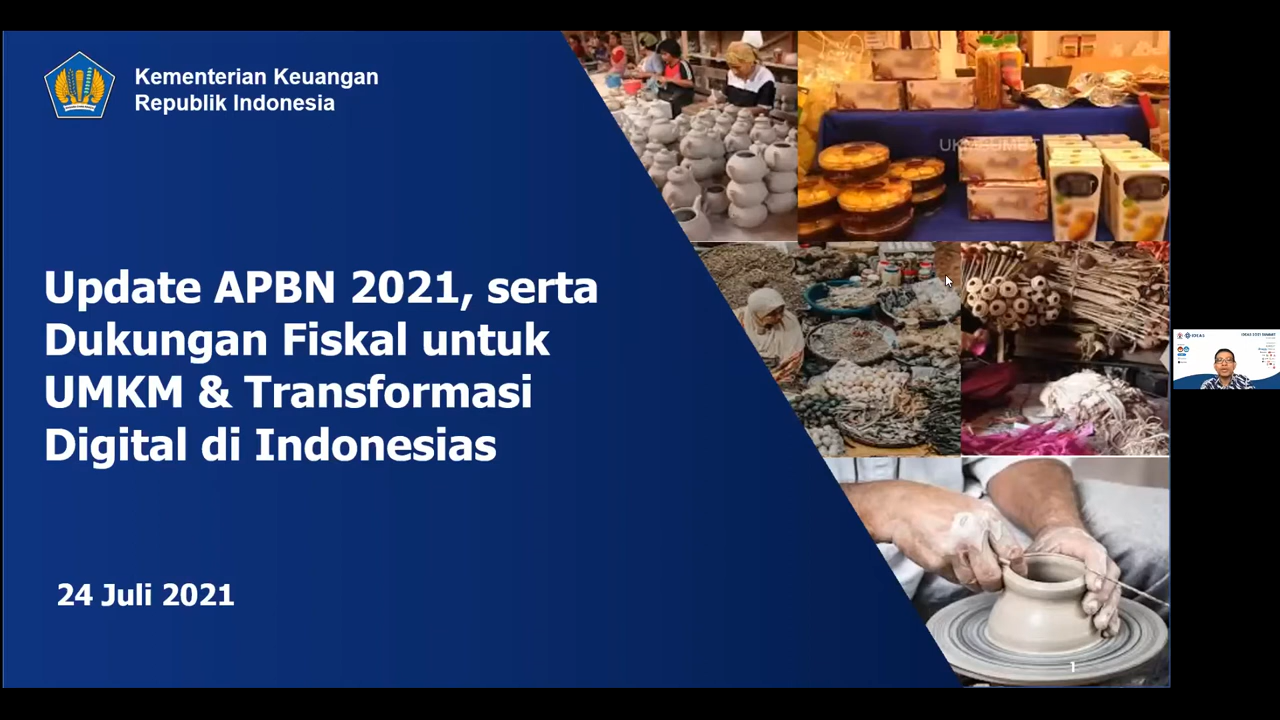 Kementerian Keuangan
Republik Indonesia
Update APBN 2021, serta
Dukungan Fiskal untuk
UMKM & Transformasi
Digital di Indonesias
24 Juli 2021
UKMSUMUT
1